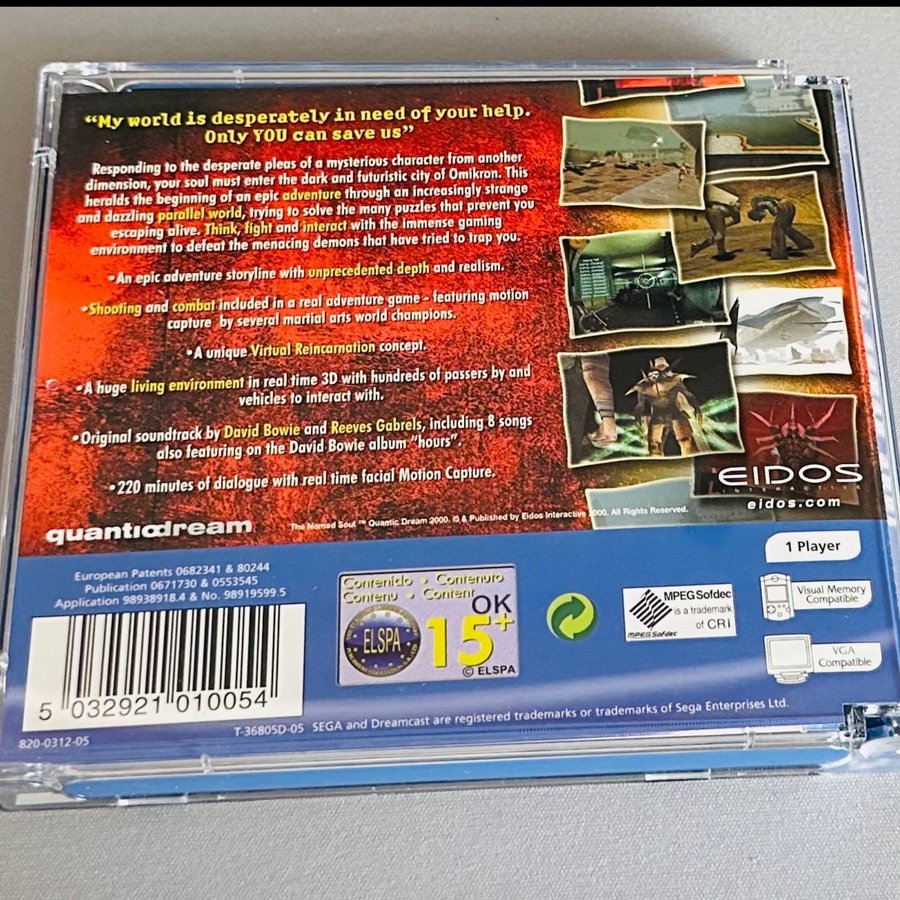 "My world is desperately in need of your help.
Only YOU can save us"
Responding to the desperate pleas of a mysterious character from another
dimension, your soul must enter the dark and futuristic city of Omikron. This
heralds the beginning of an epic adventure through an increasingly strange
and dazzling parallel world, trying to solve the many puzzles that prevent you
escaping alive. Think, fight and interact with the immense gaming
environment to defeat the menacing demons that have tried to trap you.
•An epic adventure storyline with unprecedented depth and realism.
•Shooting and combat included in a real adventure game - featuring motion
capture by several martial arts world champions.
•A unique Virtual Reincarnation concept.
•A huge living environment in real time 3D with hundreds of passers by and
vehicles to interact with.
•Original soundtrack by David Bowie and Reeves Gabrels, including 8 songs
also featuring on the David Bowie album "hours".
•220 minutes of dialogue with real time facial Motion Capture.
EIDOS
INTERACTIVE
eidos.com
quanticdream
The Nomad Soul ™ Quantic Dream 2000. © & Published by Eidos Interactive 2000. All Rights Reserved.
European Patents 0682341 & 80244
Publication 0671730 & 0553545
Application 98938918.4 & No. 98919599.5
5 032921 010054
820-0312-05
Contenido • Contenuto
Contenu • Content
ELSPA
OK
15+
© ELSPA
MPEG Sofdec
MPEG Sofdec
is a trademark
of CRI
1 Player
Visual Memory
Compatible
VGA
Compatible
T-36805D-05 SEGA and Dreamcast are registered trademarks or trademarks of Sega Enterprises Ltd.